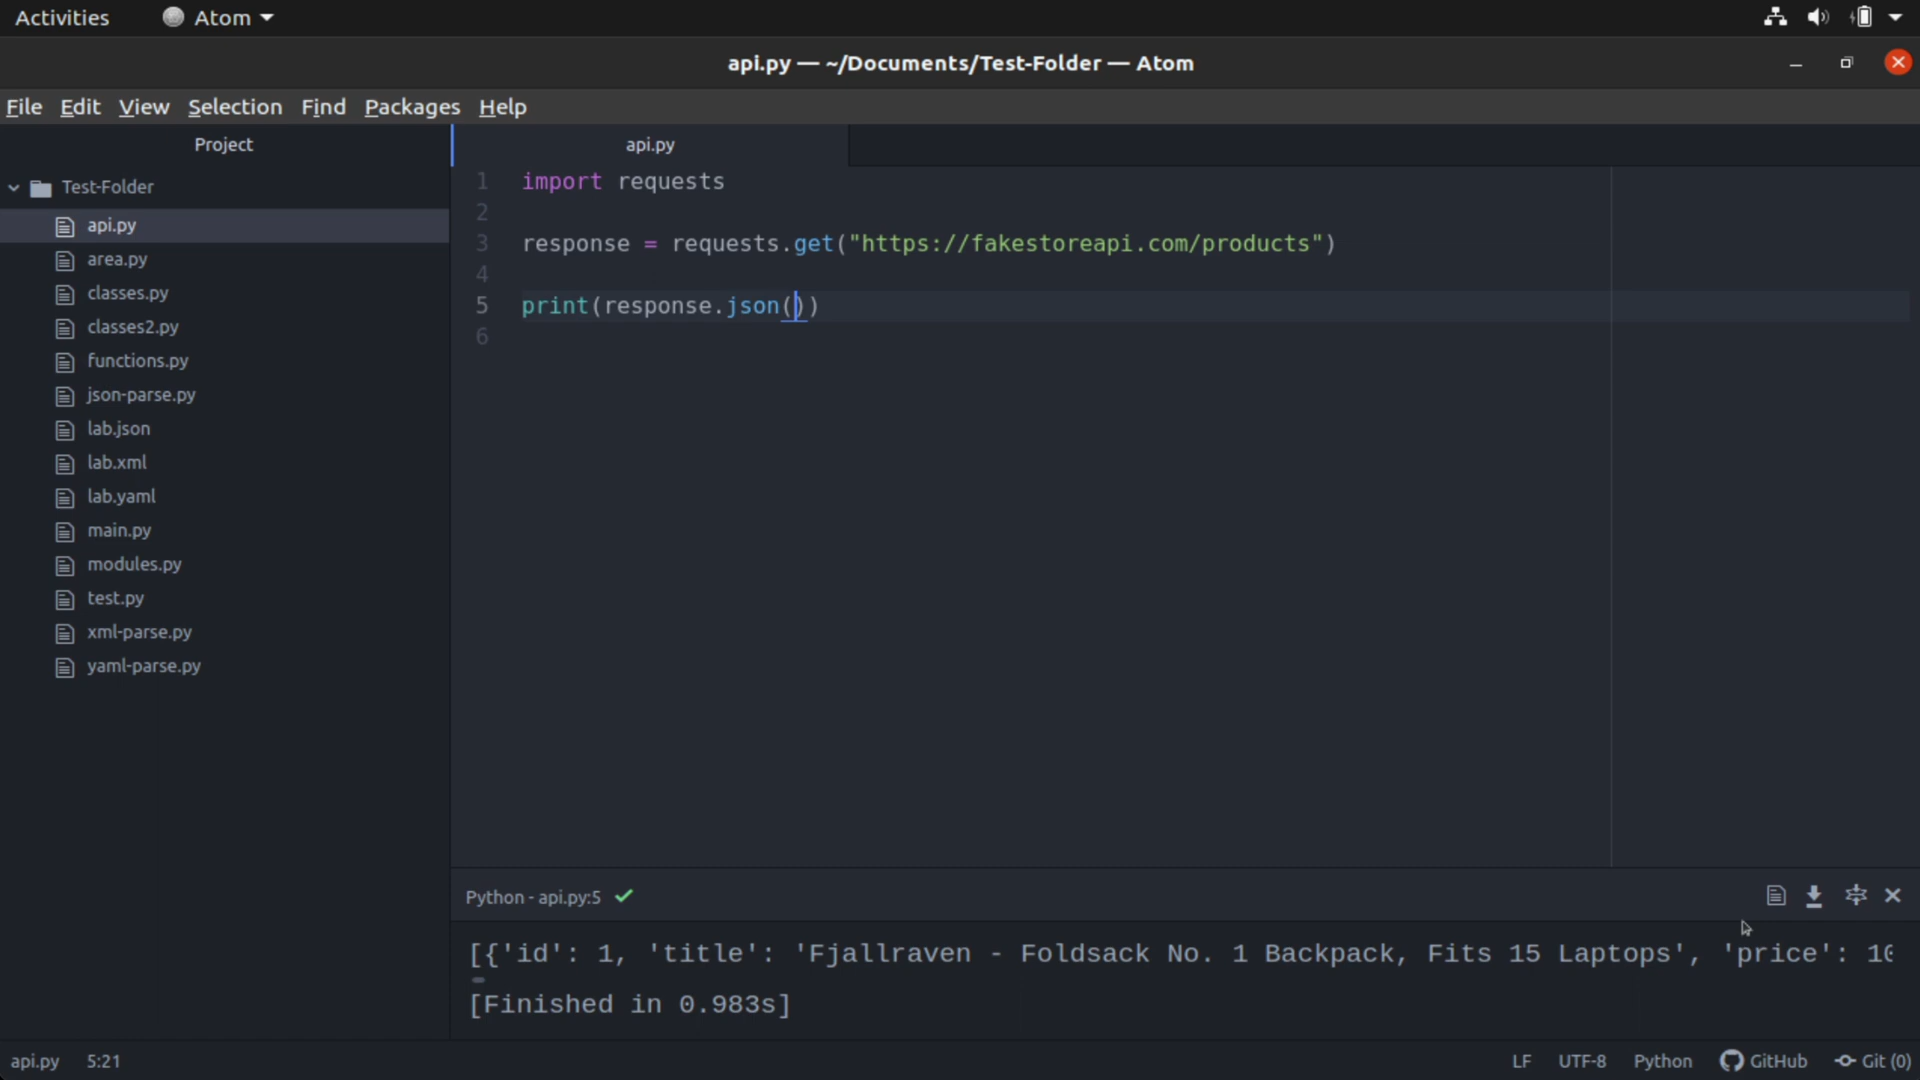 Activities Atom
api.py — ~/Documents/Test-Folder — Atom
File Edit View Selection Find Packages Help
Project
Test-Folder
api.py
area.py
classes.py
classes2.py
functions.py
json-parse.py
lab.json
lab.xml
lab.yaml
main.py
modules.py
test.py
xml-parse.py
yaml-parse.py
api.py
1 import requests
2
3 response = requests.get("https://fakestoreapi.com/products")
4
5 print(response.json())
6
Python - api.py:5
[{'id': 1, 'title': 'Fjallraven - Foldsack No. 1 Backpack, Fits 15 Laptops', 'price': 10
[Finished in 0.983s]
api.py 5:21 LF UTF-8 Python GitHub Git (0)